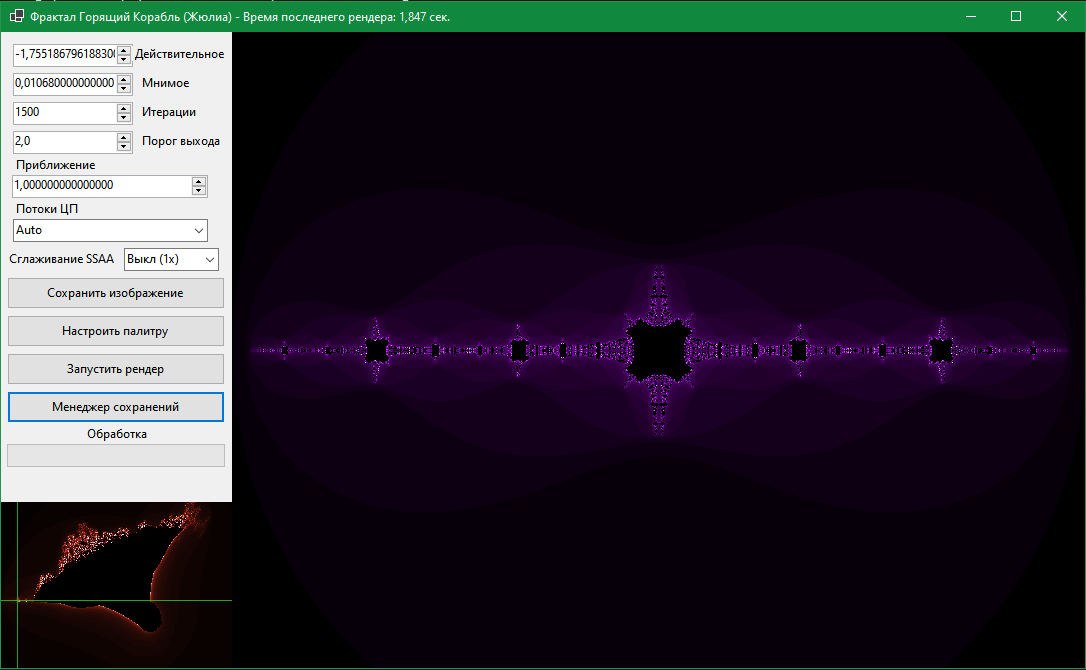 Фрактал Горящий Корабль (Жюлиа) - Время последнего рендера: 1,847 сек.
-1,75518679618830 Действительное
0,010680000000000 Мнимое
1500 Итерации
2,0 Порог выхода
Приближение
1,000000000000000
Потоки ЦП
Auto
Сглаживание SSAA Выкл (1x)
Сохранить изображение
Настроить палитру
Запустить рендер
Менеджер сохранений
Обработка